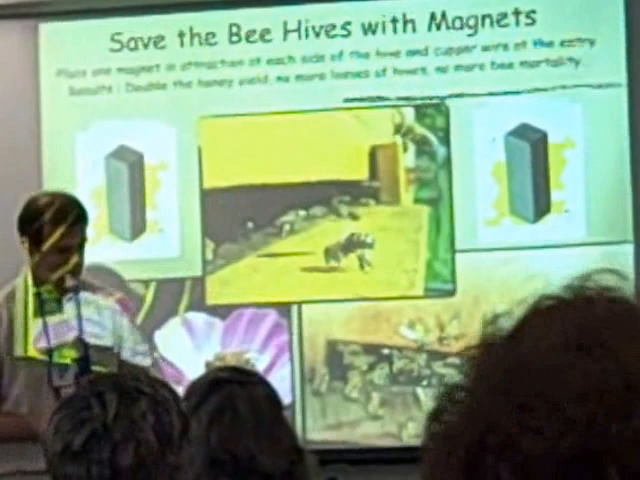 Save the Bee Hives with Magnets
Place one magnet in attraction at each side of the hive and copper wire at the entry
Results : Double the honey yield, no more losses of hives, no more bee mortality